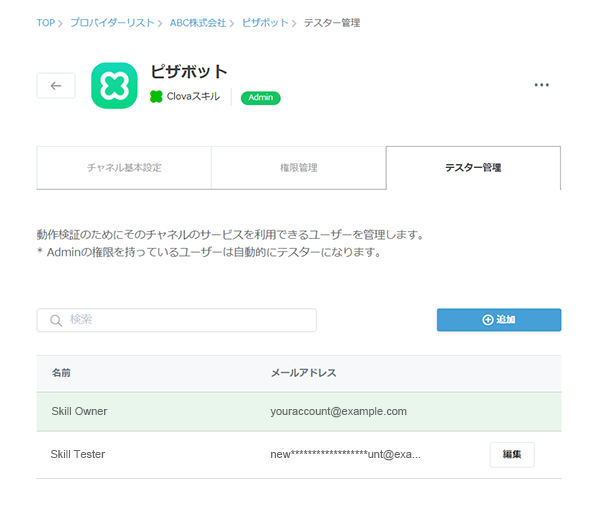 TOP > プロバイダーリスト > ABC株式会社 > ピザボット > テスター管理
ピザボット
Clovaスキル Admin
チャネル基本設定 権限管理 テスター管理
動作検証のためにそのチャネルのサービスを利用できるユーザーを管理します。
* Adminの権限を持っているユーザーは自動的にテスターになります。
検索 追加
名前 メールアドレス
Skill Owner youraccount@example.com
Skill Tester new******************unt@exa... 編集